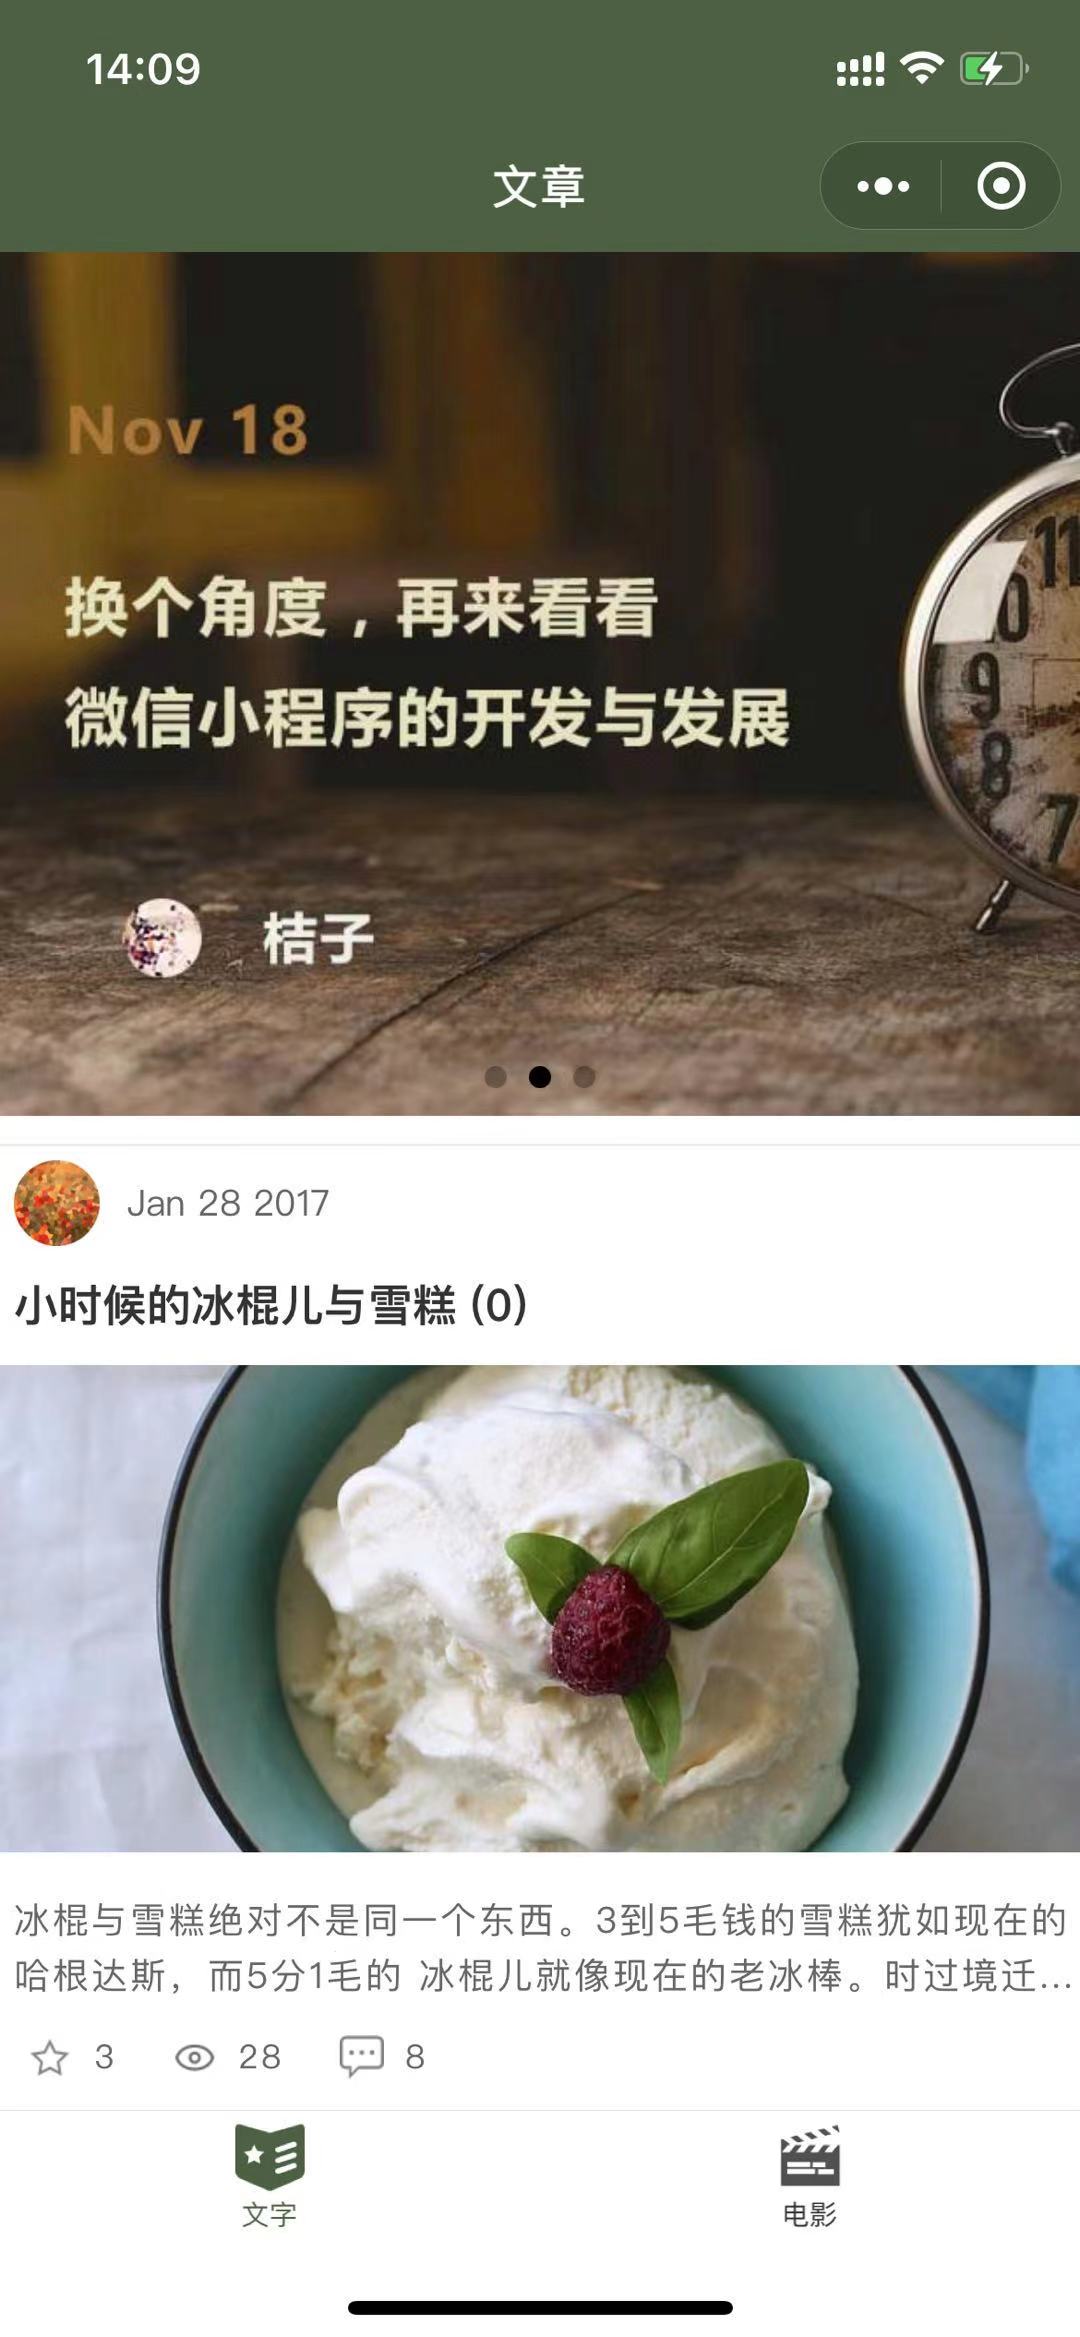 14:09
文章
Nov 18
换个角度，再来看看
微信小程序的开发与发展
桔子
11
10
9
8
7
Jan 28 2017
小时候的冰棍儿与雪糕 (0)
冰棍与雪糕绝对不是同一个东西。3到5毛钱的雪糕犹如现在的
哈根达斯，而5分1毛的 冰棍儿就像现在的老冰棒。时过境迁...
3 28 8
文字 电影